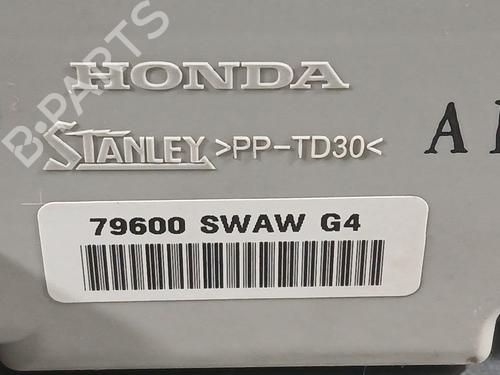 B-PARTS
HONDA
STANLEY >PP-TD30<
A
79600 SWAW G4